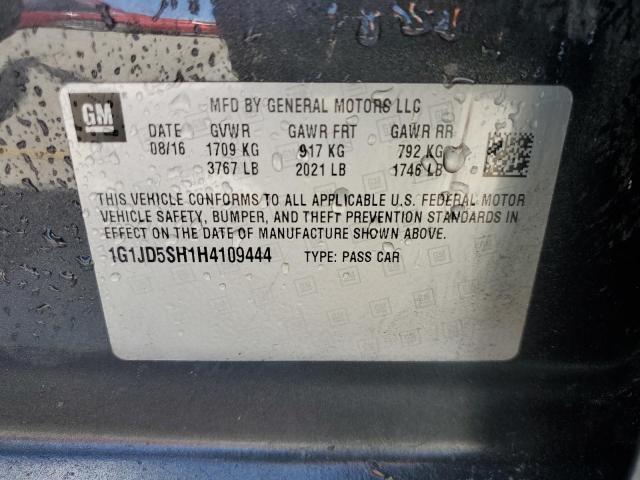 GM
MFD BY GENERAL MOTORS LLC
DATE GVWR GAWR FRT GAWR RR
08/16 1709 KG 917 KG 792 KG
3767 LB 2021 LB 1746 LB
THIS VEHICLE CONFORMS TO ALL APPLICABLE U.S. FEDERAL MOTOR
VEHICLE SAFETY, BUMPER, AND THEFT PREVENTION STANDARDS IN
EFFECT ON THE DATE OF MANUFACTURE SHOWN ABOVE.
1G1JD5SH1H4109444 TYPE: PASS CAR